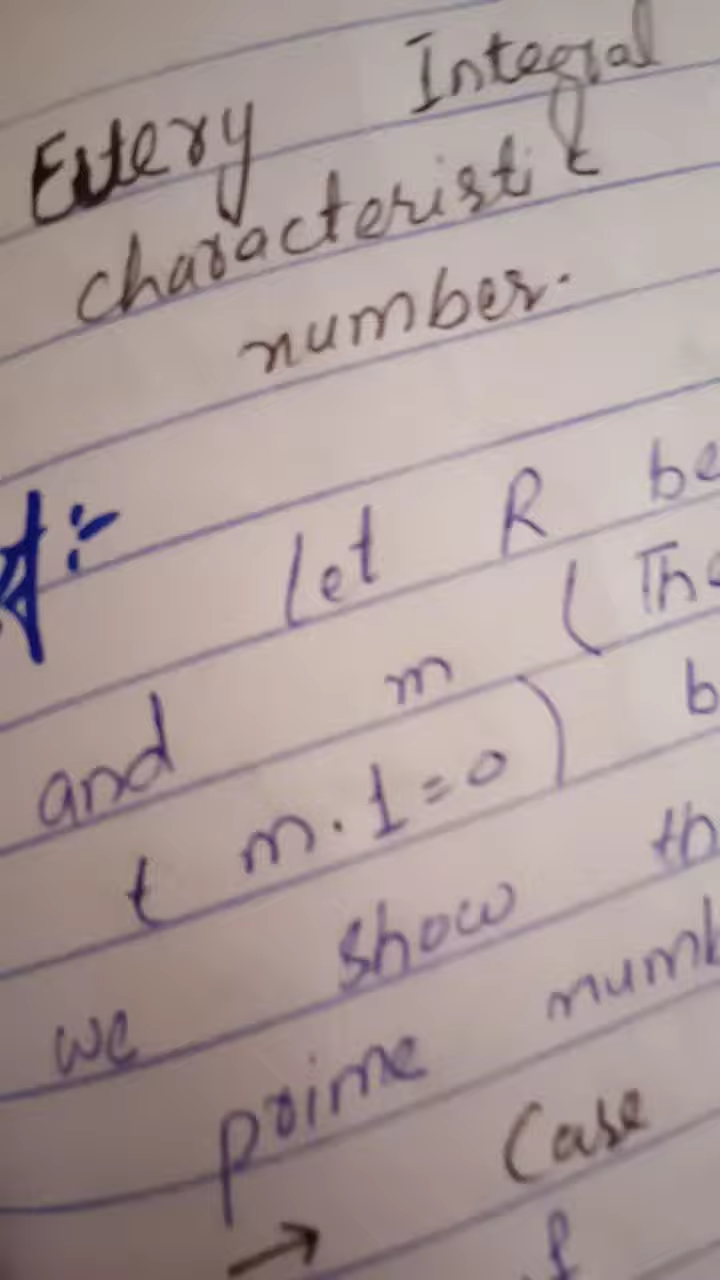 Every Integral
characteristic
number.
Let R be
and m (The
t m.1=0) b
we show th
prime numb
→ Case